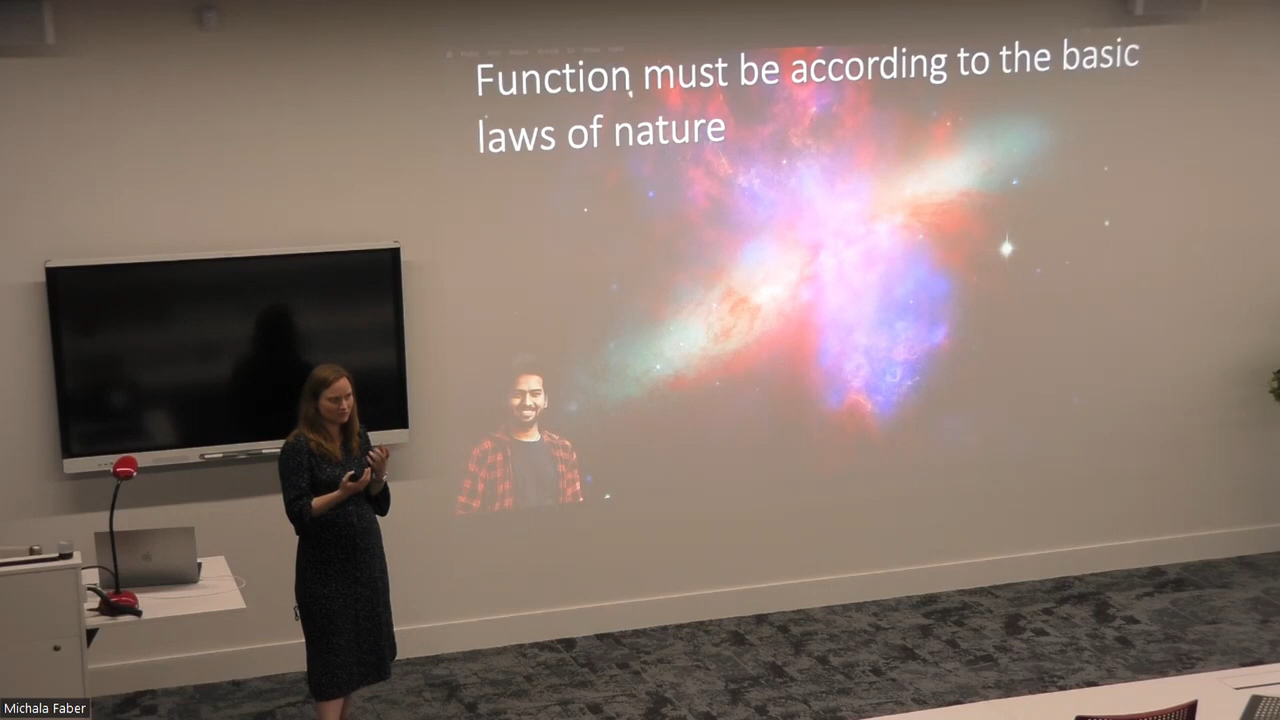 Function must be according to the basic
laws of nature
Michala Faber